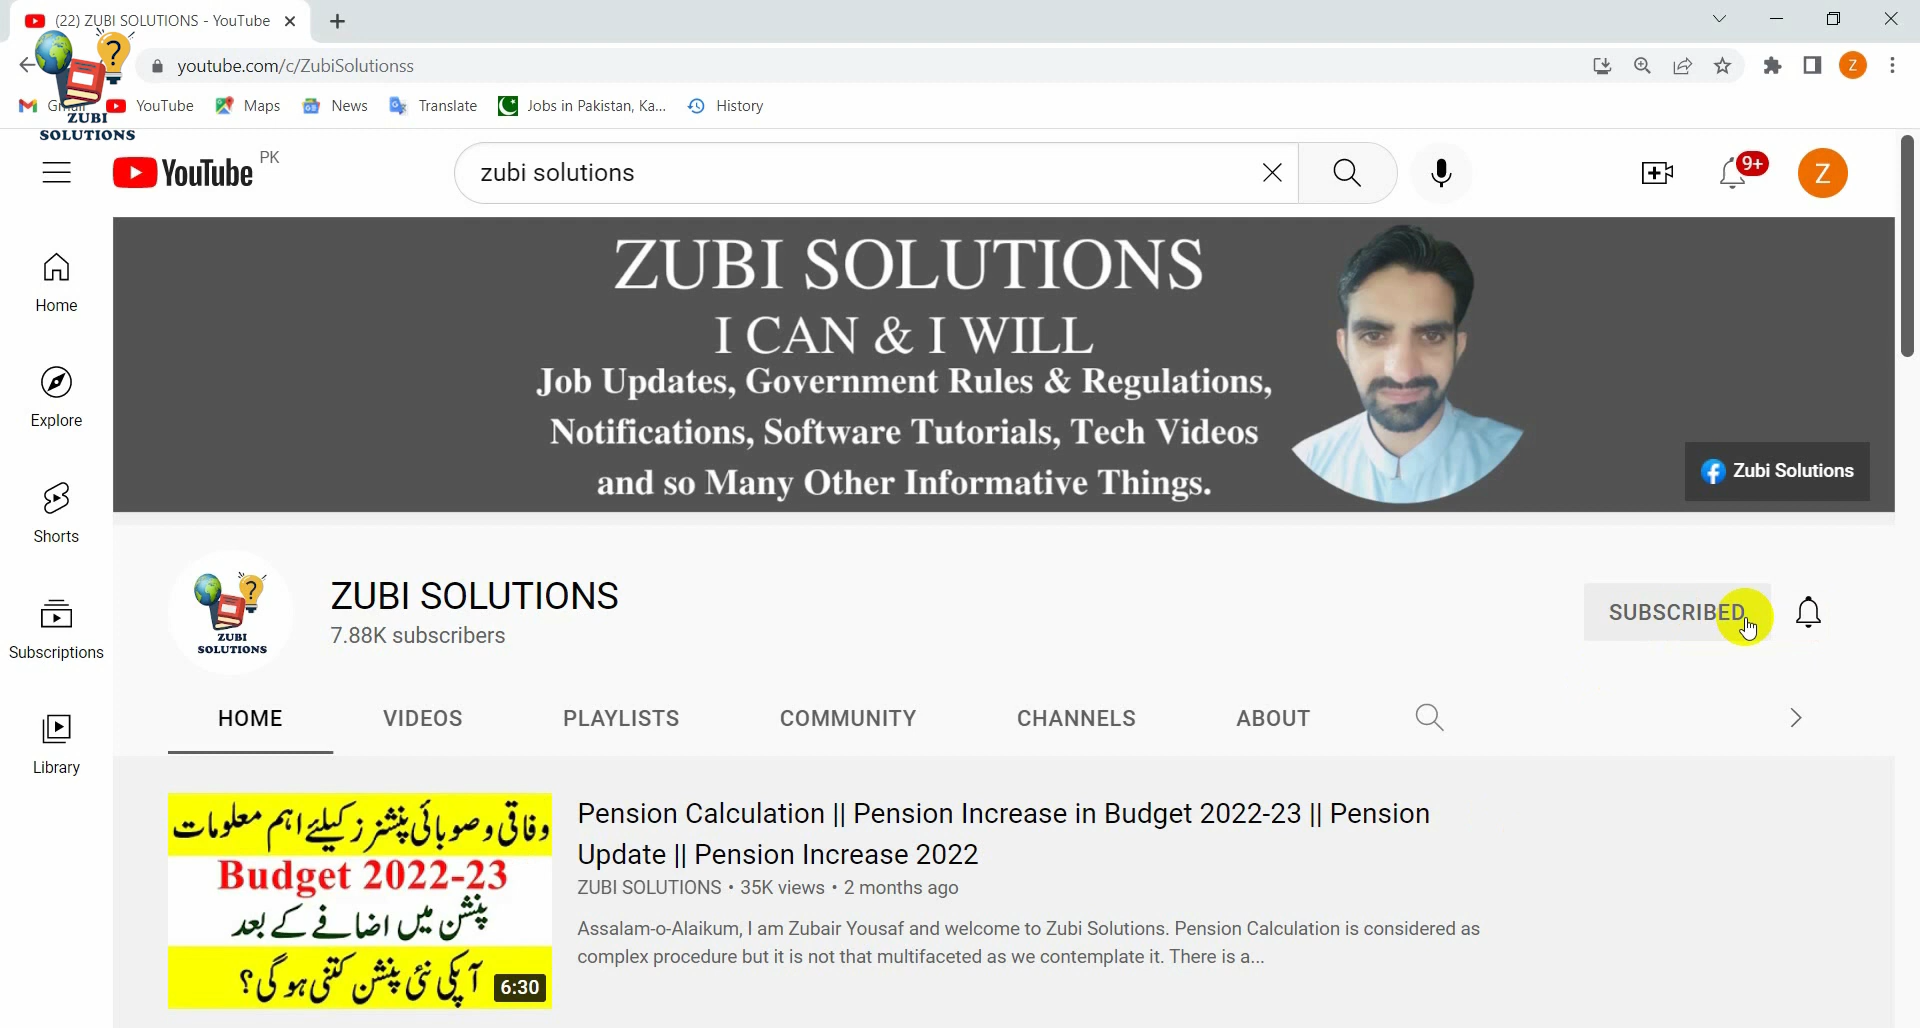 (22) ZUBI SOLUTIONS - YouTube
youtube.com/c/ZubiSolutionss
Z
YouTube
Maps
News
Translate
Jobs in Pakistan, Ka...
History
ZUBI
SOLUTIONS
YouTube PK
zubi solutions
9+
Z
Home
Explore
Shorts
Subscriptions
Library
ZUBI SOLUTIONS
I CAN & I WILL
Job Updates, Government Rules & Regulations,
Notifications, Software Tutorials, Tech Videos
and so Many Other Informative Things.
Zubi Solutions
ZUBI
SOLUTIONS
ZUBI SOLUTIONS
7.88K subscribers
SUBSCRIBED
HOME
VIDEOS
PLAYLISTS
COMMUNITY
CHANNELS
ABOUT
وفاقی وصوبائی پنشنرز کیلئے اہم معلومات
Budget 2022-23
پنشن میں اضافے کے بعد
آپکی نئی پنشن کتنی ہوگی؟
6:30
Pension Calculation || Pension Increase in Budget 2022-23 || Pension
Update || Pension Increase 2022
ZUBI SOLUTIONS • 35K views • 2 months ago
Assalam-o-Alaikum, I am Zubair Yousaf and welcome to Zubi Solutions. Pension Calculation is considered as
complex procedure but it is not that multifaceted as we contemplate it. There is a...